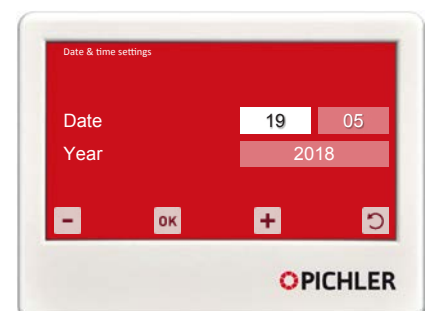 Date & time settings
Date 19 05
Year 2018
- OK +
PICHLER